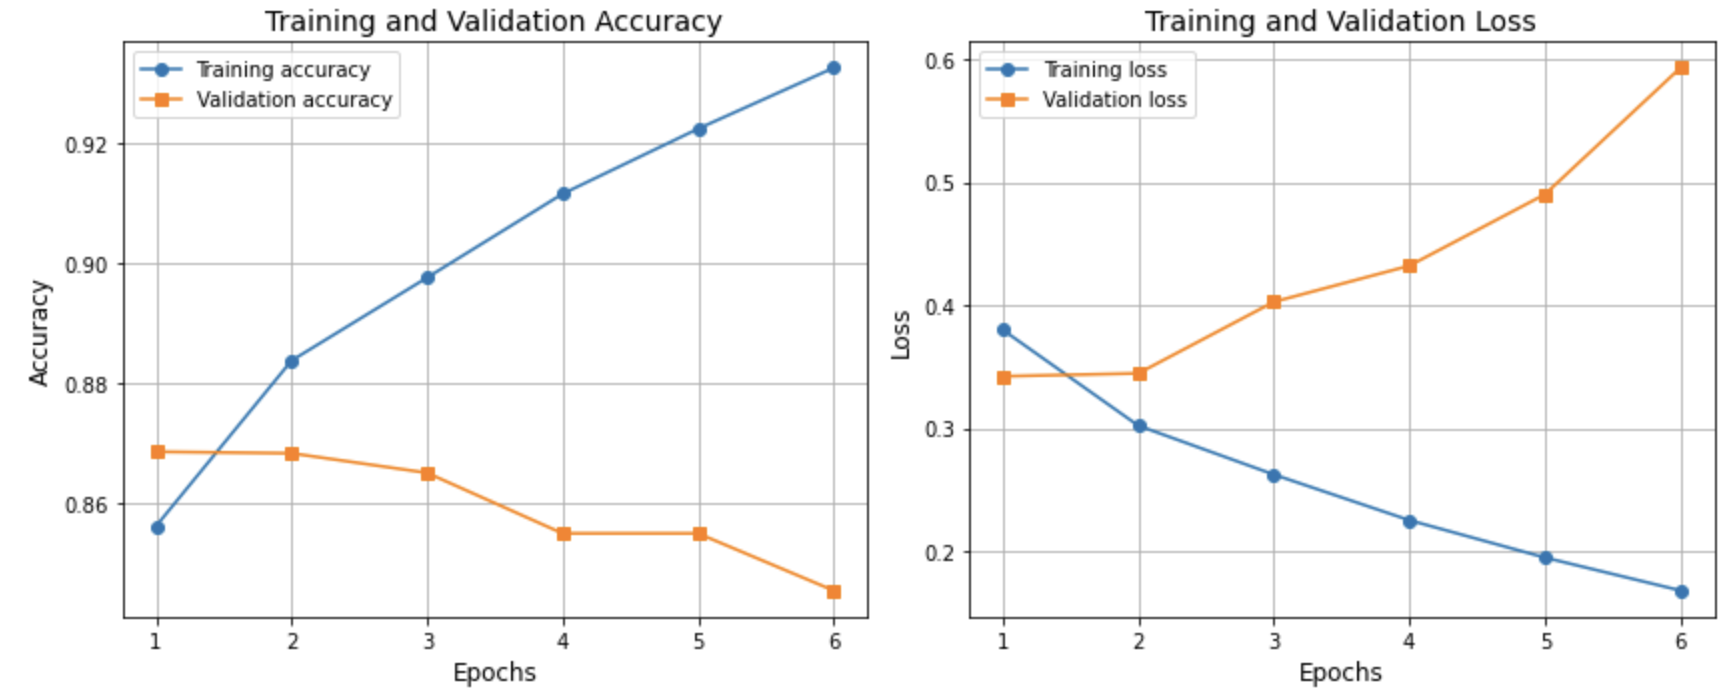 Training and Validation Accuracy
Training accuracy
Validation accuracy
0.92
0.90
0.88
0.86
Accuracy
1 2 3 4 5 6
Epochs
Training and Validation Loss
Training loss
Validation loss
0.6
0.5
0.4
0.3
0.2
Loss
1 2 3 4 5 6
Epochs